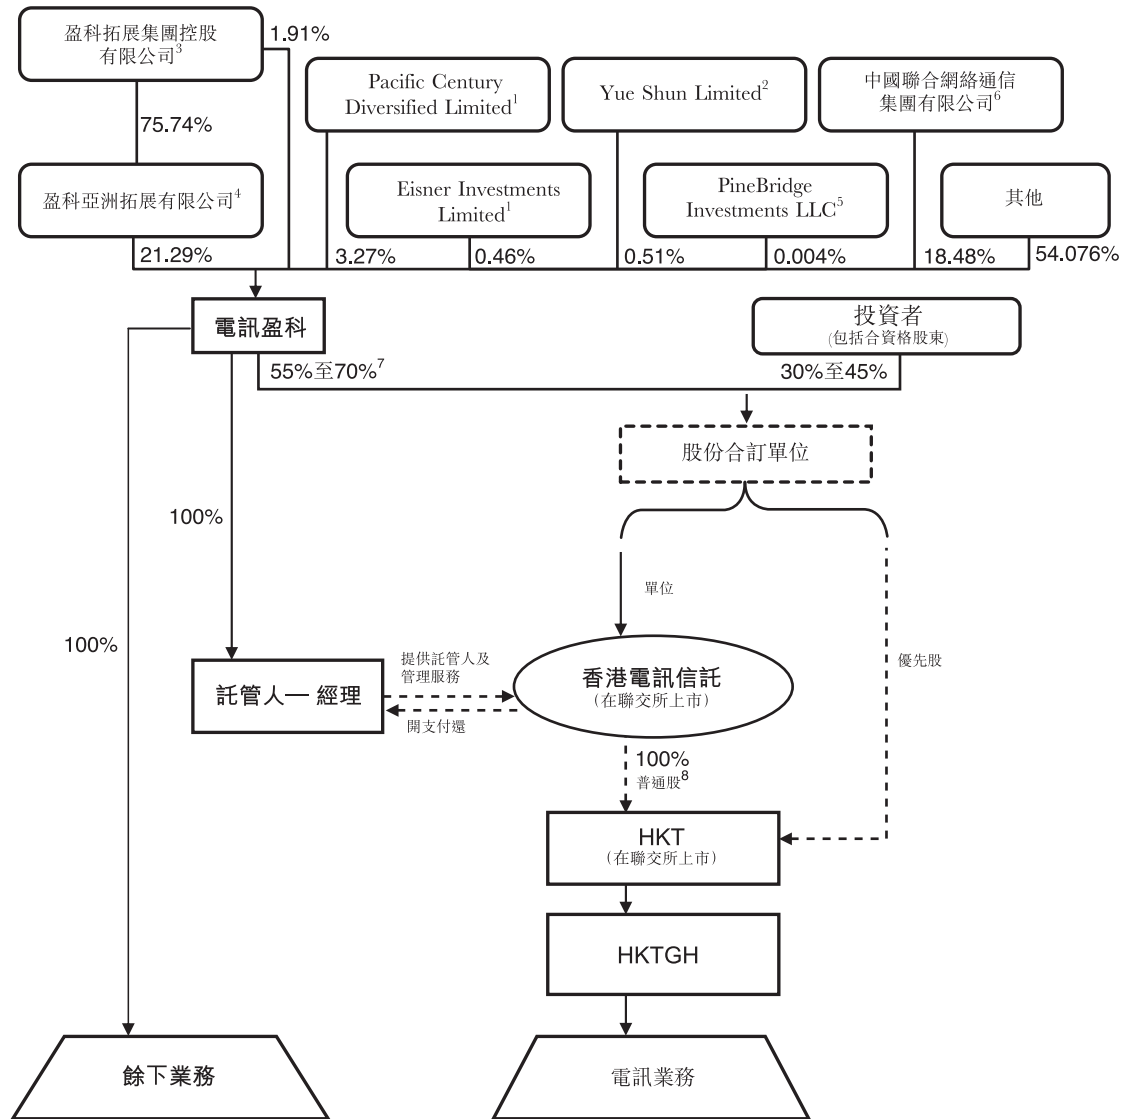 盈科拓展集團控股
有限公司3
1.91%
Pacific Century
Diversified Limited1
Yue Shun Limited2
中國聯合網絡通信
集團有限公司6
75.74%
盈科亞洲拓展有限公司4
Eisner Investments
Limited1
PineBridge
Investments LLC5
其他
21.29%
3.27%
0.46%
0.51%
0.004%
18.48%
54.076%
電訊盈科
投資者
(包括合資格股東)
55%至70%7
30%至45%
股份合訂單位
100%
單位
100%
優先股
託管人—經理
提供託管人及
管理服務
開支付還
香港電訊信託
(在聯交所上市)
100%
普通股8
HKT
(在聯交所上市)
HKTGH
餘下業務
電訊業務